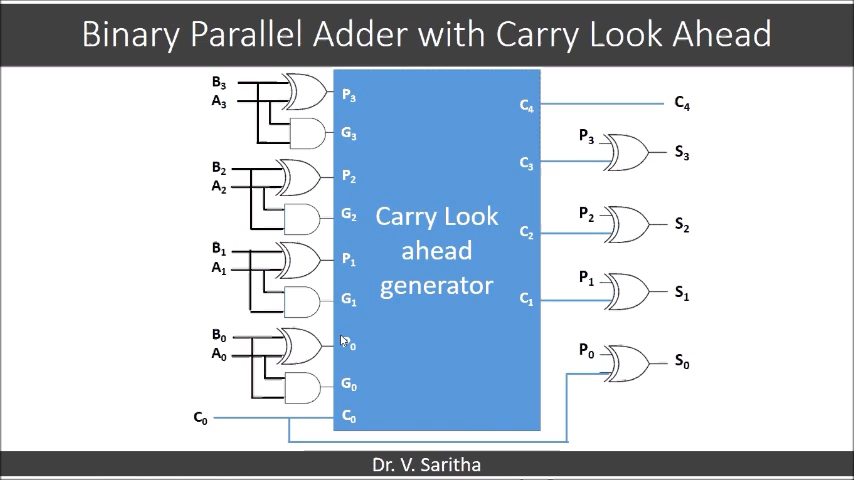 Binary Parallel Adder with Carry Look Ahead
B₃
A₃
P₃
G₃
B₂
A₂
P₂
G₂
B₁
A₁
P₁
G₁
B₀
A₀
P₀
G₀
C₀
C₀
Carry Look
ahead
generator
C₄
C₃
C₂
C₁
C₄
P₃
S₃
P₂
S₂
P₁
S₁
P₀
S₀
Dr. V. Saritha